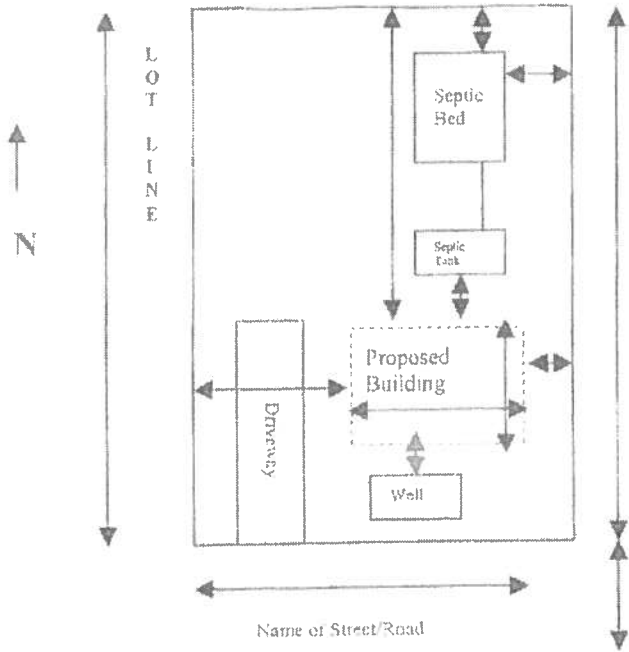 LOT LINE
N
Septic
Bed
Septic
Tank
Proposed
Building
Driveway
Well
Name of Street/Road